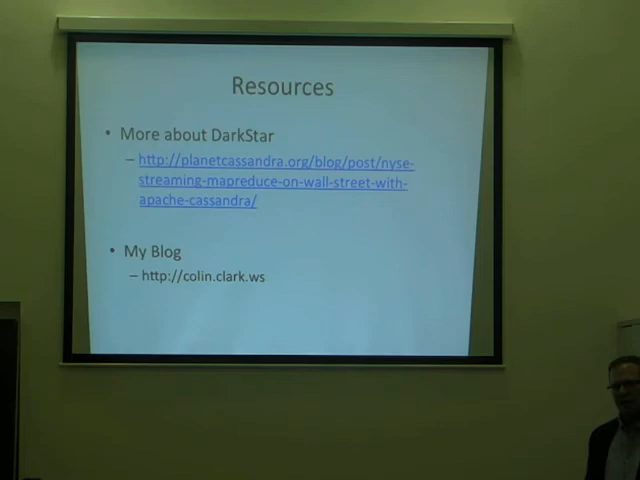 Resources
• More about DarkStar
– http://planetcassandra.org/blog/post/nyse-
streaming-mapreduce-on-wall-street-with-
apache-cassandra/
• My Blog
– http://colin.clark.ws